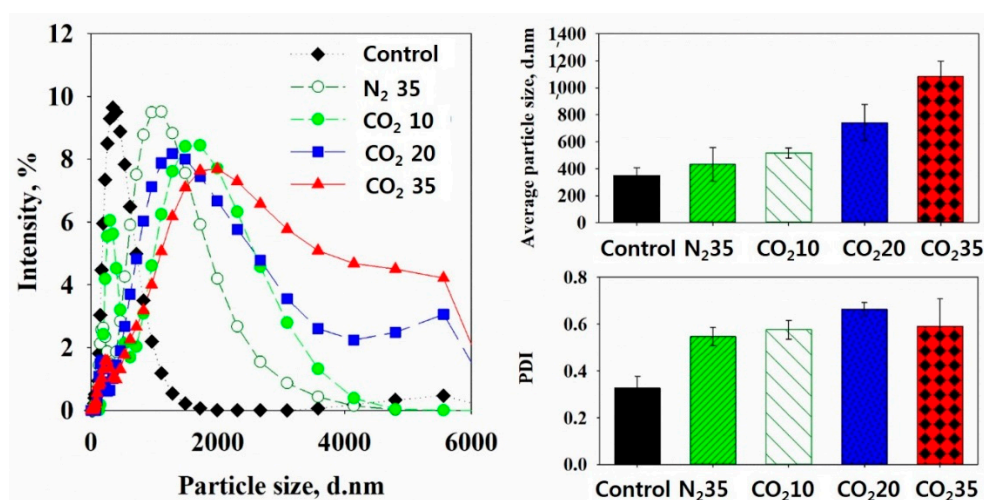 12
10
8
6
4
2
0
Intensity, %
0 2000 4000 6000
Particle size, d.nm
Control
N₂ 35
CO₂ 10
CO₂ 20
CO₂ 35
1400
1200
1000
800
600
400
200
0
Average particle size, d.nm
Control N₂35 CO₂10 CO₂20 CO₂35
0.8
0.6
0.4
0.2
0.0
PDI
Control N₂35 CO₂10 CO₂20 CO₂35